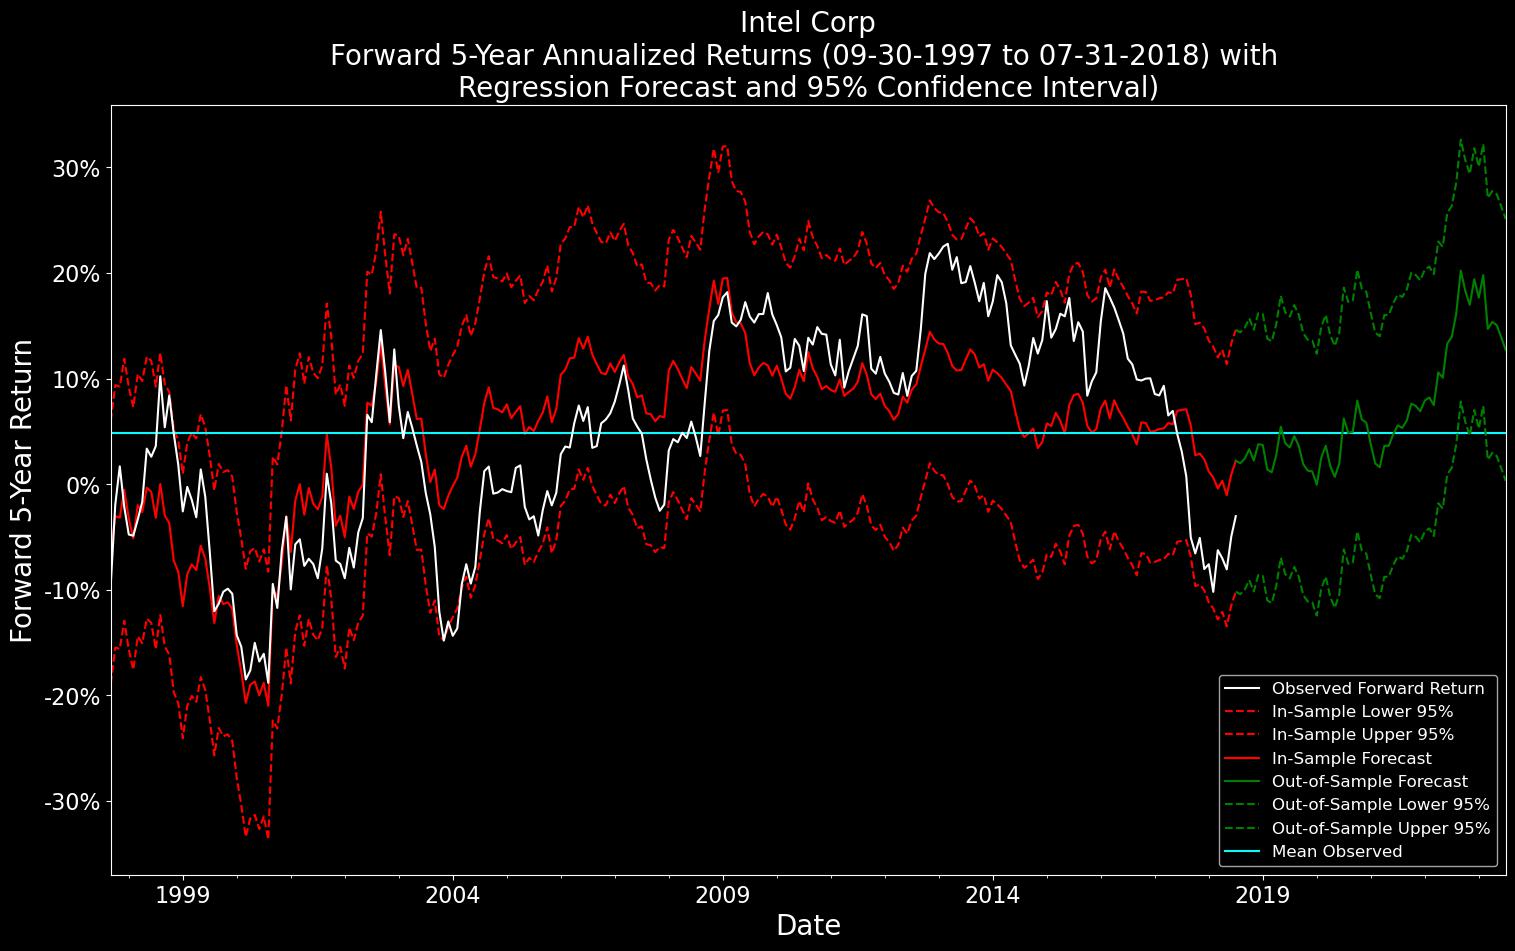 Intel Corp
Forward 5-Year Annualized Returns (09-30-1997 to 07-31-2018) with
Regression Forecast and 95% Confidence Interval)
Forward 5-Year Return
30%
20%
10%
0%
-10%
-20%
-30%
1999
2004
2009
2014
2019
Date
Observed Forward Return
In-Sample Lower 95%
In-Sample Upper 95%
In-Sample Forecast
Out-of-Sample Forecast
Out-of-Sample Lower 95%
Out-of-Sample Upper 95%
Mean Observed